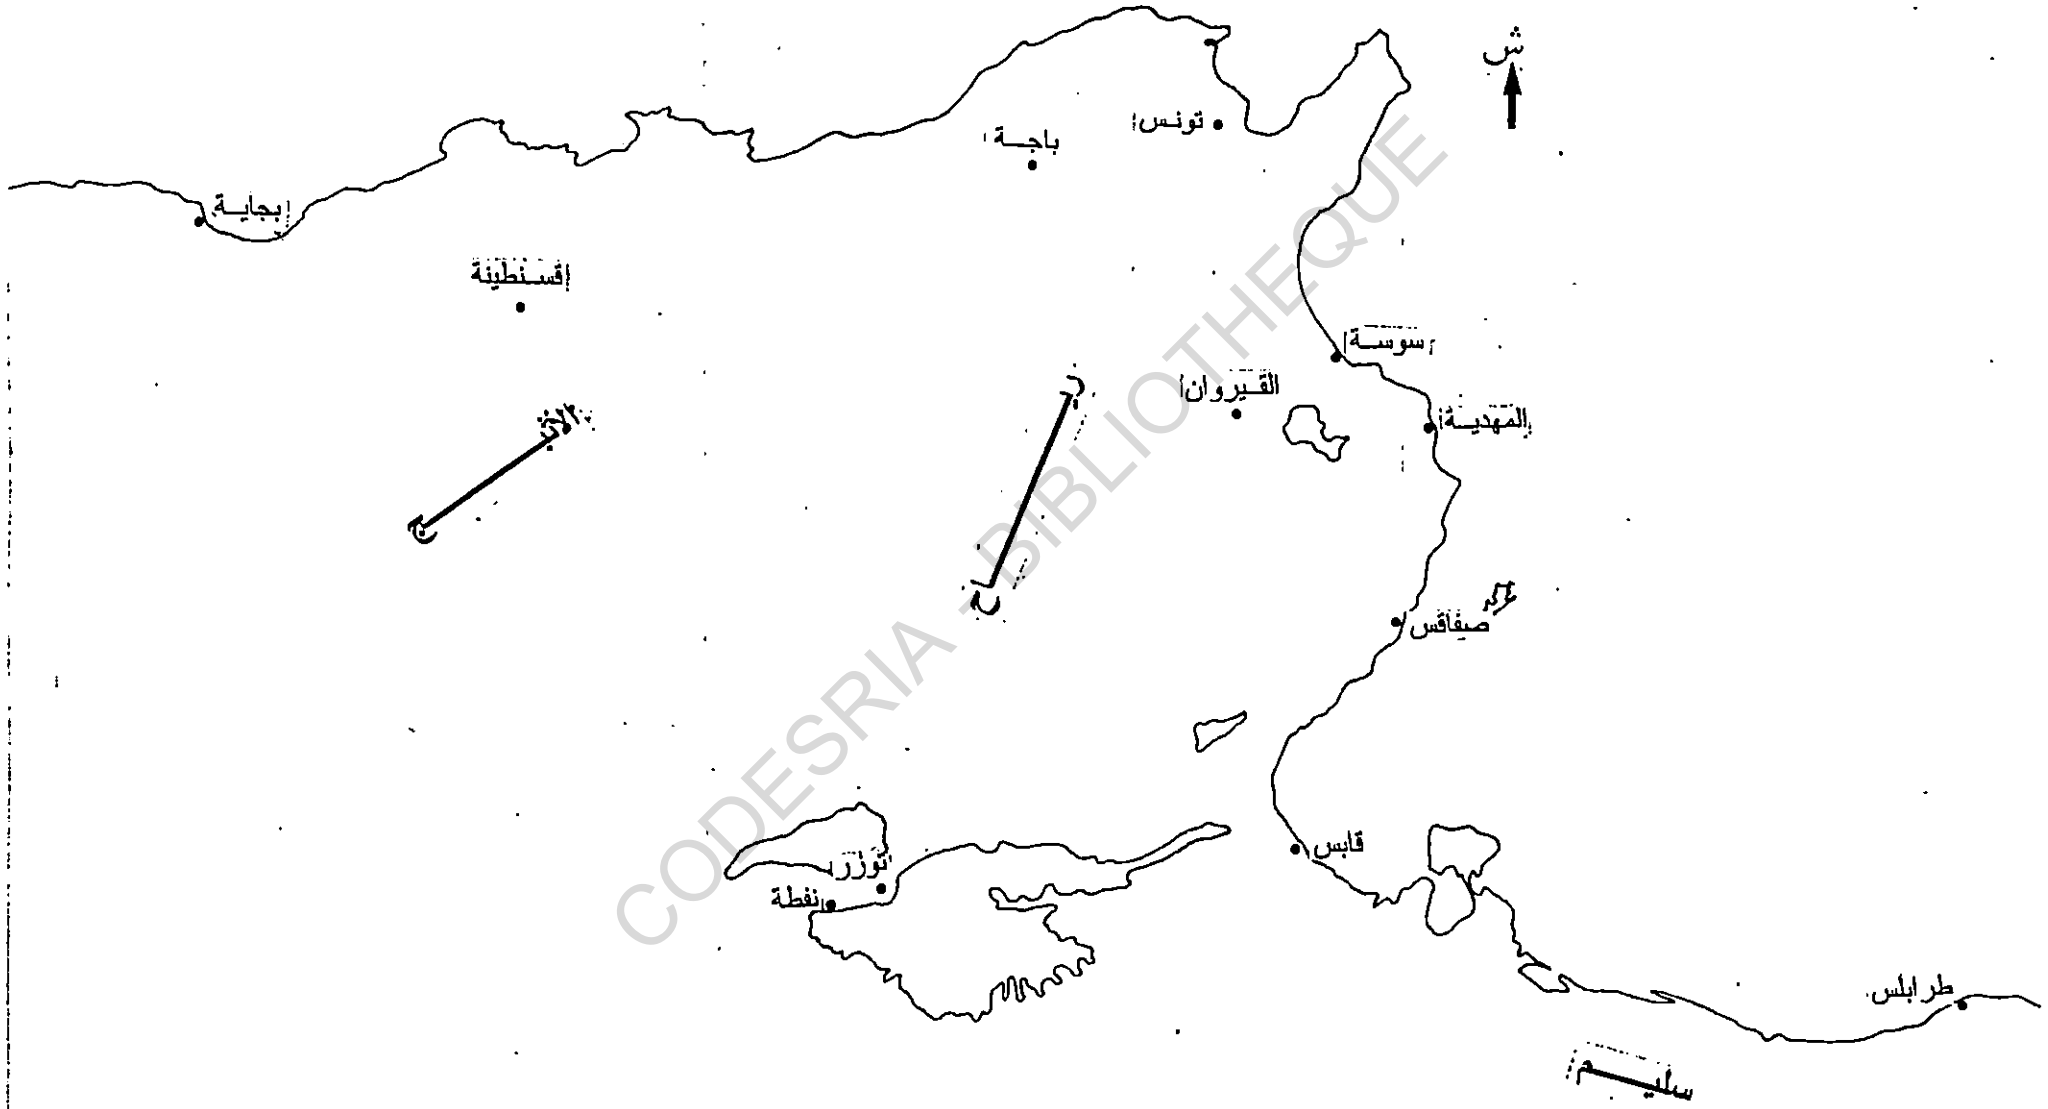 ش
تونس
باجة
بجاية
قسنطينة
سوسة
القيروان
المهدية
صفاقس
قابس
توزر
نفطة
طرابلس
سليم
CODESRIA - BIBLIOTHEQUE